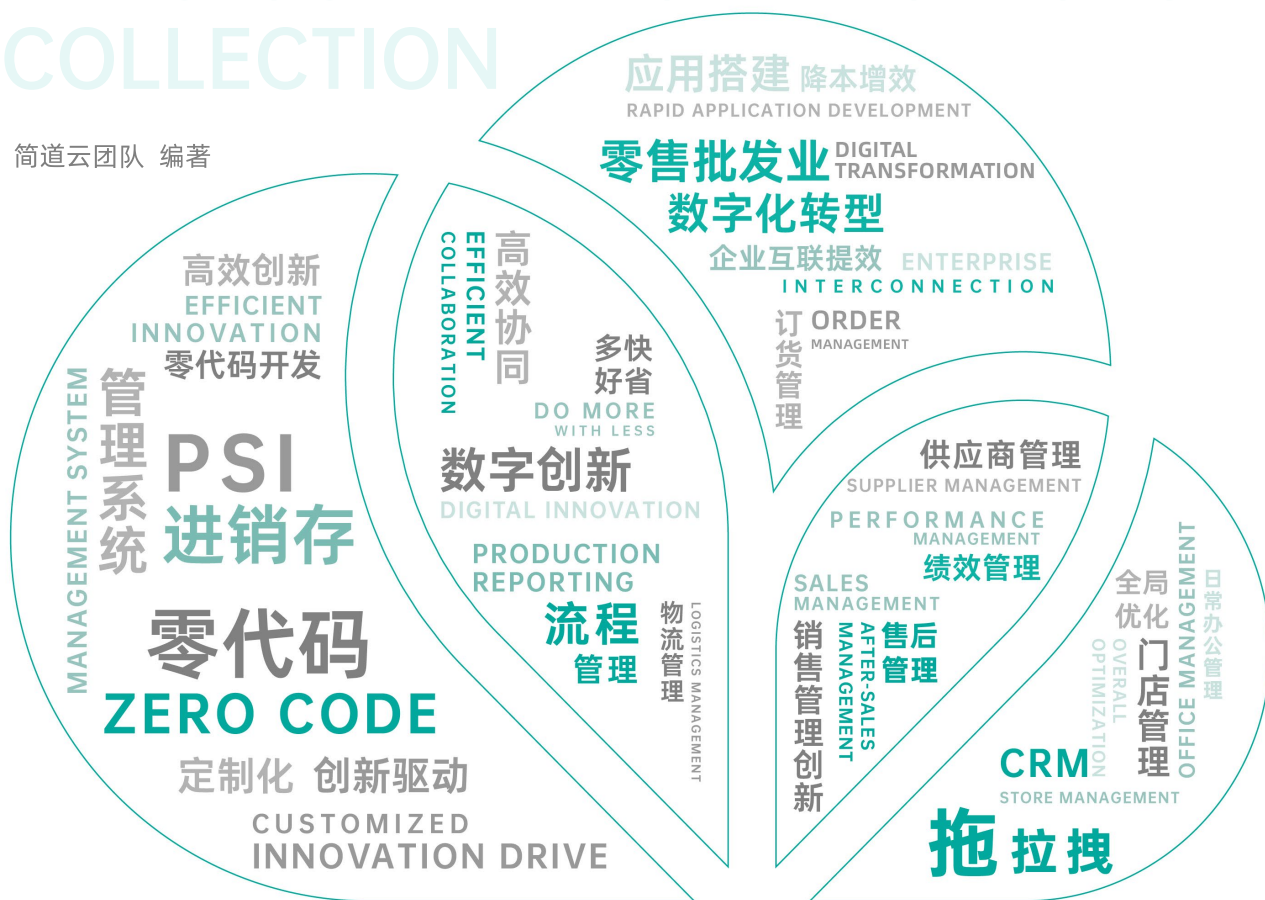 COLLECTION
简道云团队 编著
应用搭建 降本增效
RAPID APPLICATION DEVELOPMENT
零售批发业
DIGITAL
TRANSFORMATION
数字化转型
企业互联提效 ENTERPRISE
INTERCONNECTION
订货管理
ORDER
MANAGEMENT
高效创新
EFFICIENT
INNOVATION
零代码开发
MANAGEMENT SYSTEM
管理系统
PSI
进销存
零代码
ZERO CODE
定制化 创新驱动
CUSTOMIZED
INNOVATION DRIVE
EFFICIENT
COLLABORATION
高效协同
多快
好省
DO MORE
WITH LESS
数字创新
DIGITAL INNOVATION
PRODUCTION
REPORTING
流程
管理
物流管理
LOGISTICS MANAGEMENT
供应商管理
SUPPLIER MANAGEMENT
PERFORMANCE
MANAGEMENT
绩效管理
SALES
MANAGEMENT
销售管理创新
AFTER-SALES
MANAGEMENT
售后
管理
全局
优化
OVERALL
OPTIMIZATION
门店管理
OFFICE MANAGEMENT
日常办公管理
CRM
STORE MANAGEMENT
拖拉拽